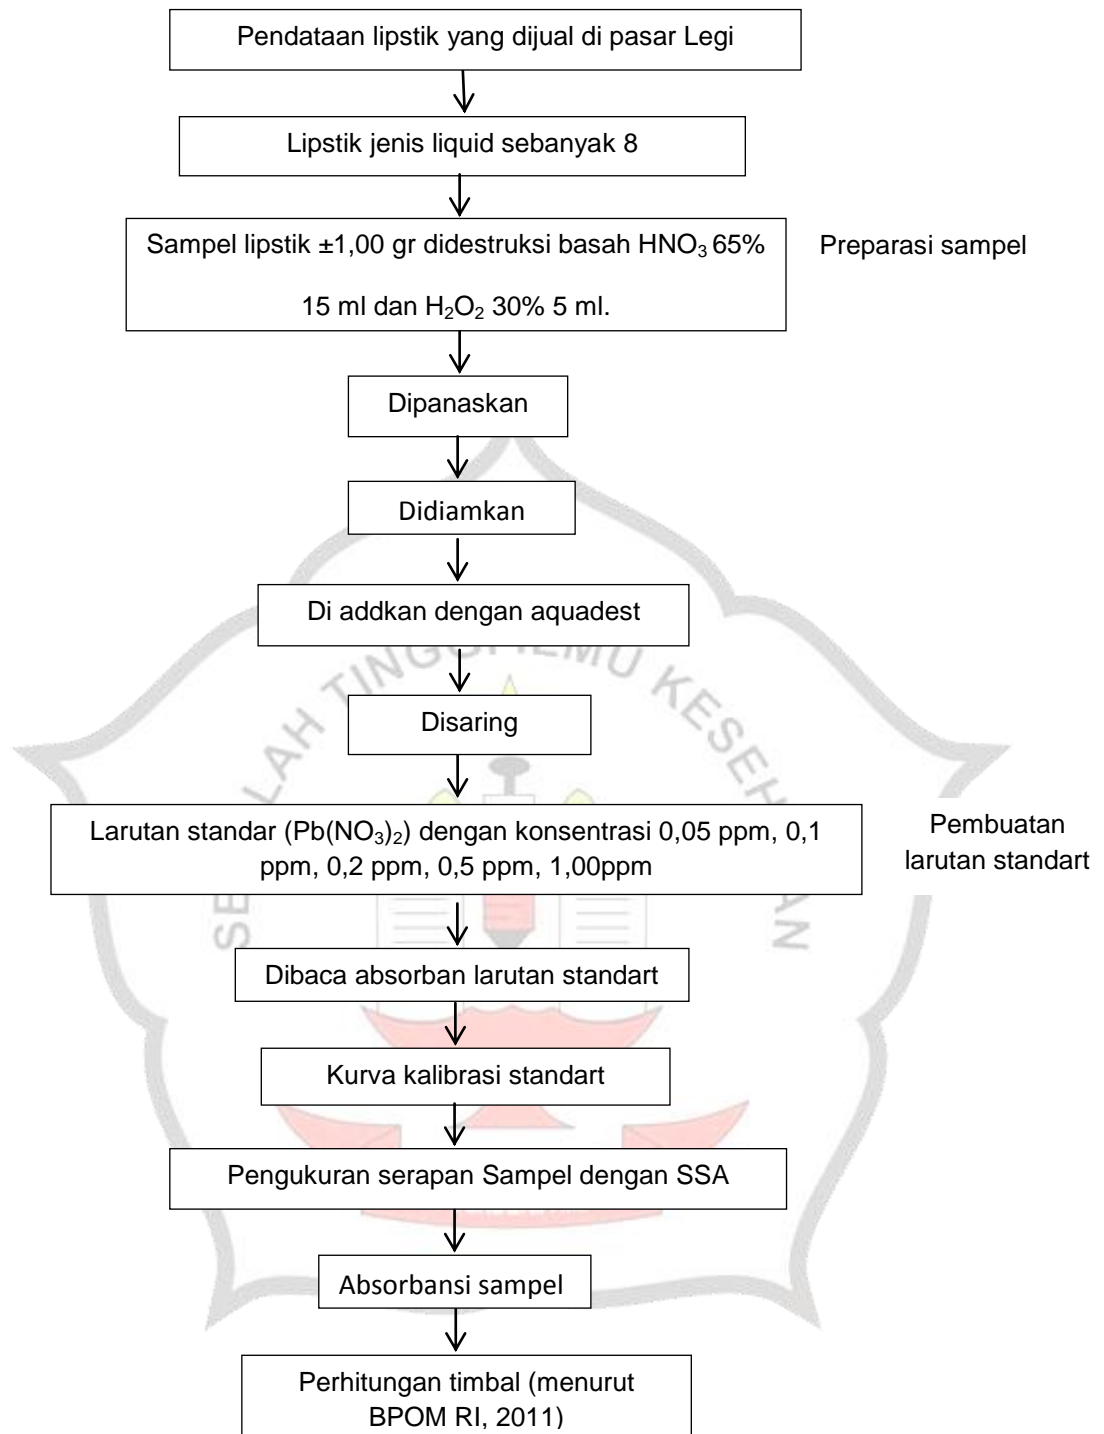 Pendataan lipstik yang dijual di pasar Legi
Lipstik jenis liquid sebanyak 8
Sampel lipstik ±1,00 gr didestruksi basah HNO₃ 65%
15 ml dan H₂O₂ 30% 5 ml.
Preparasi sampel
Dipanaskan
Didiamkan
Di addkan dengan aquadest
Disaring
Larutan standar (Pb(NO₃)₂) dengan konsentrasi 0,05 ppm, 0,1
ppm, 0,2 ppm, 0,5 ppm, 1,00ppm
Pembuatan
larutan standart
Dibaca absorban larutan standart
Kurva kalibrasi standart
Pengukuran serapan Sampel dengan SSA
Absorbansi sampel
Perhitungan timbal (menurut
BPOM RI, 2011)